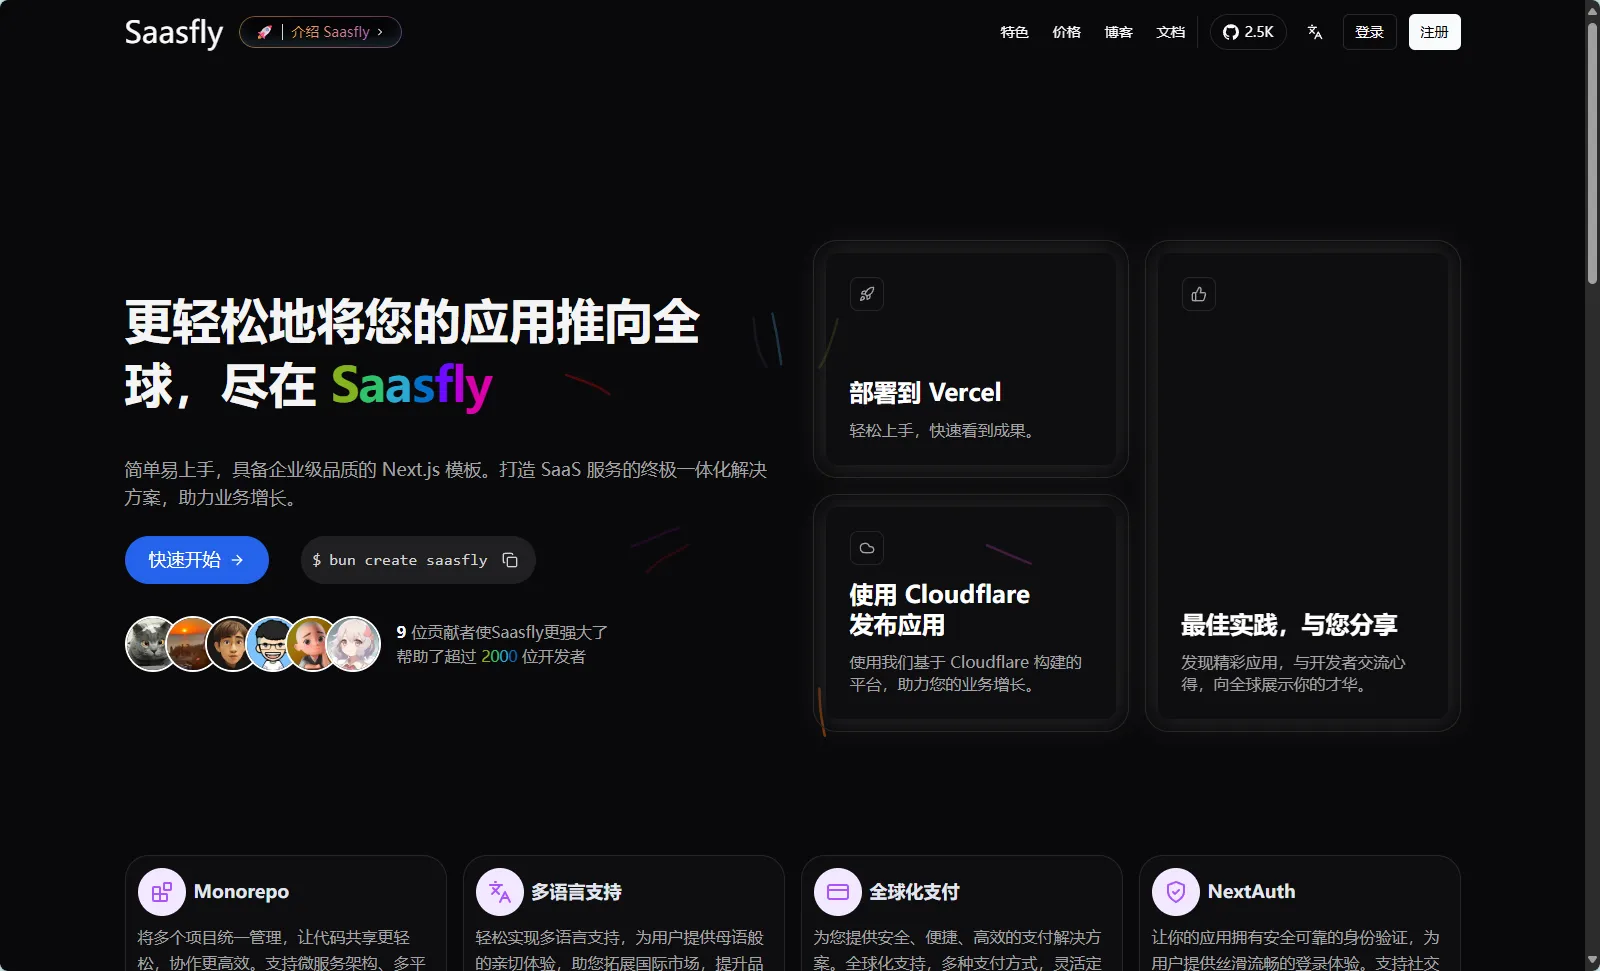 Saasfly
🚀 | 介绍 Saasfly ›
特色 价格 博客 文档 2.5K 登录 注册
更轻松地将您的应用推向全
球，尽在 Saasfly
简单易上手，具备企业级品质的 Next.js 模板。打造 SaaS 服务的终极一体化解决
方案，助力业务增长。
快速开始 →
$ bun create saasfly
9 位贡献者使Saasfly更强大了
帮助了超过 2000 位开发者
部署到 Vercel
轻松上手，快速看到成果。
使用 Cloudflare
发布应用
使用我们基于 Cloudflare 构建的
平台，助力您的业务增长。
最佳实践，与您分享
发现精彩应用，与开发者交流心
得，向全球展示你的才华。
Monorepo
将多个项目统一管理，让代码共享更轻
松，协作更高效。支持微服务架构、多平
多语言支持
轻松实现多语言支持，为用户提供母语般
的亲切体验，助您拓展国际市场，提升品
全球化支付
为您提供安全、便捷、高效的支付解决方
案。全球化支持，多种支付方式，灵活定
NextAuth
让你的应用拥有安全可靠的身份验证，为
用户提供丝滑流畅的登录体验。支持社交